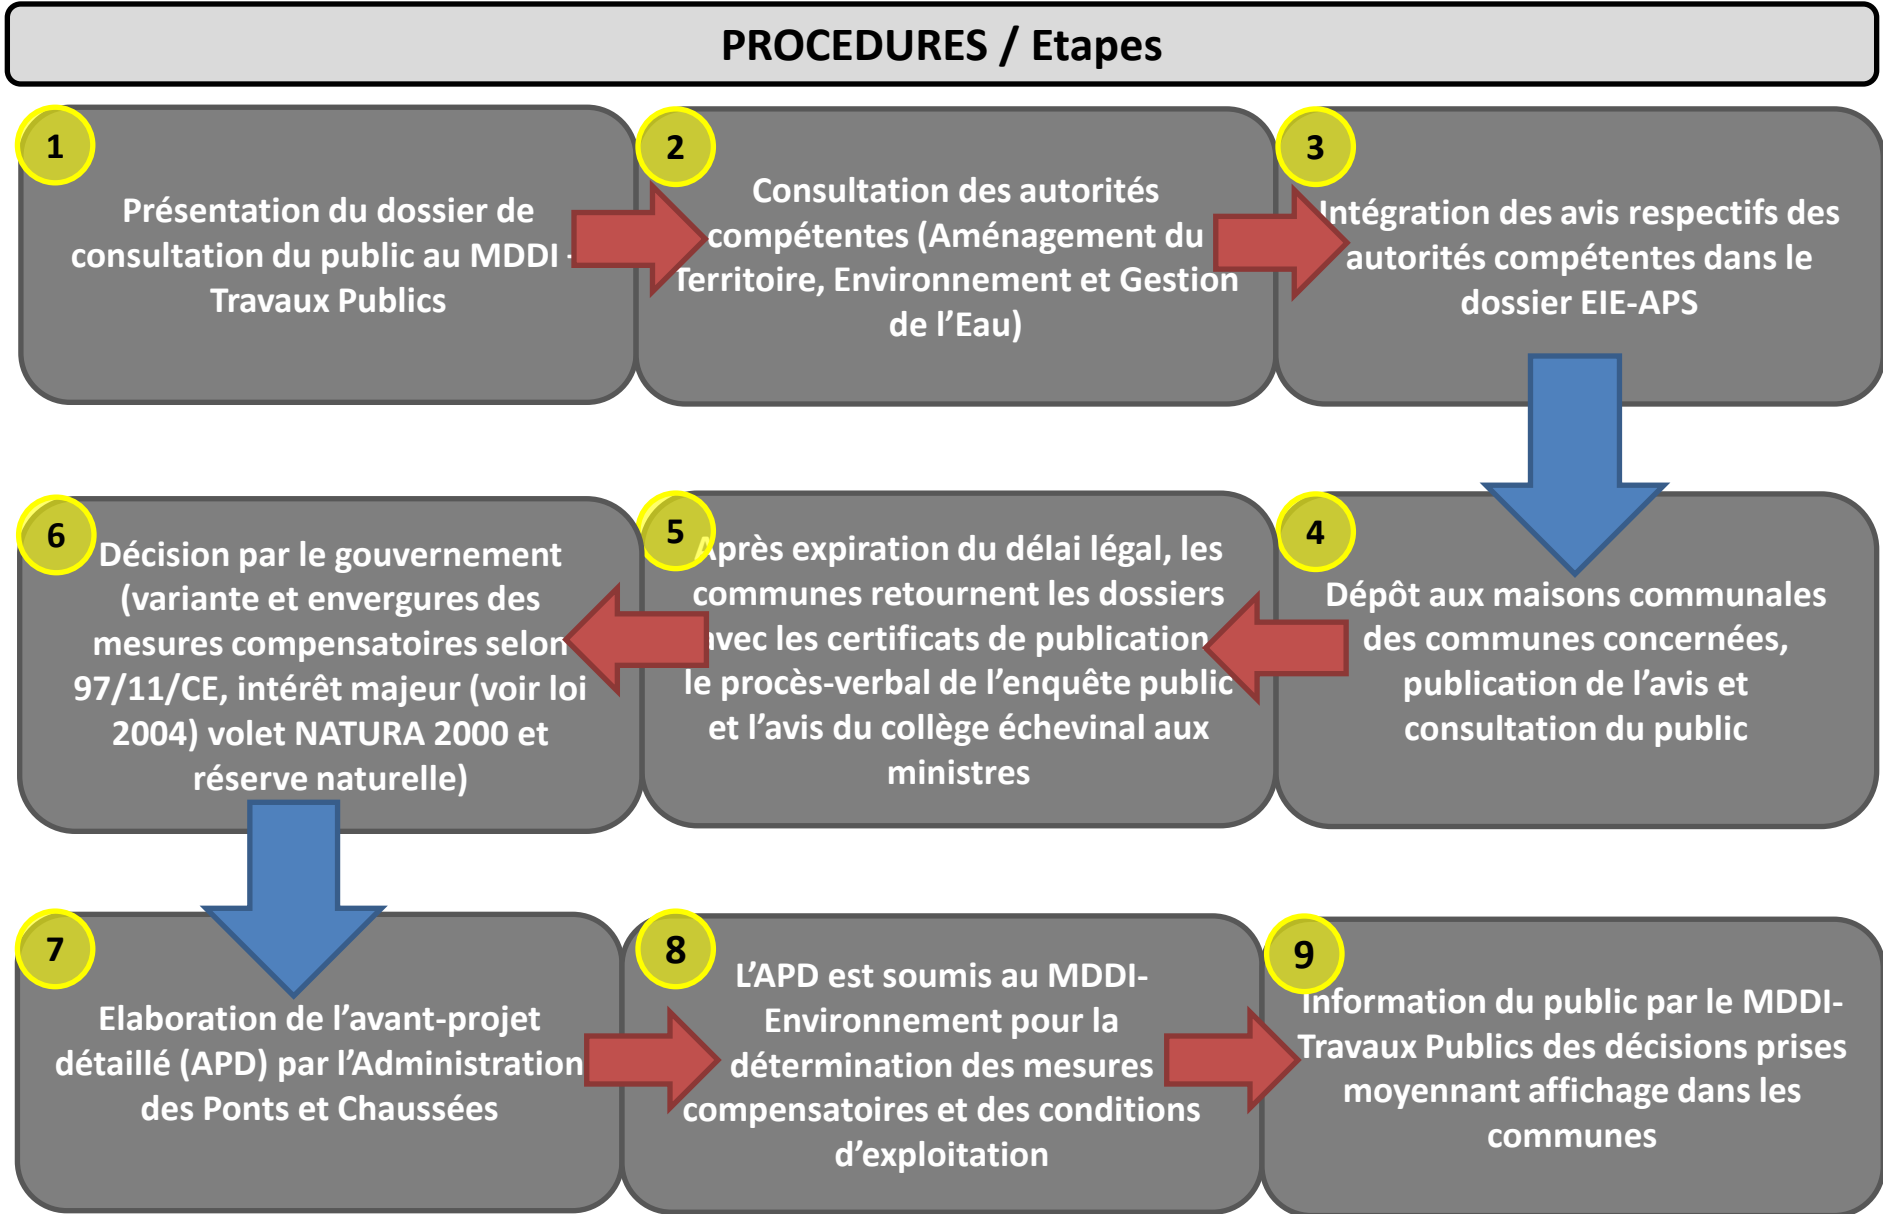 PROCEDURES / Etapes
1
Présentation du dossier de
consultation du public au MDDI -
Travaux Publics
2
Consultation des autorités
compétentes (Aménagement du
Territoire, Environnement et Gestion
de l’Eau)
3
Intégration des avis respectifs des
autorités compétentes dans le
dossier EIE-APS
4
Dépôt aux maisons communales
des communes concernées,
publication de l’avis et
consultation du public
5
Après expiration du délai légal, les
communes retournent les dossiers
avec les certificats de publication
le procès-verbal de l’enquête public
et l’avis du collège échevinal aux
ministres
6
Décision par le gouvernement
(variante et envergures des
mesures compensatoires selon
97/11/CE, intérêt majeur (voir loi
2004) volet NATURA 2000 et
réserve naturelle)
7
Elaboration de l’avant-projet
détaillé (APD) par l’Administration
des Ponts et Chaussées
8
L’APD est soumis au MDDI-
Environnement pour la
détermination des mesures
compensatoires et des conditions
d’exploitation
9
Information du public par le MDDI-
Travaux Publics des décisions prises
moyennant affichage dans les
communes